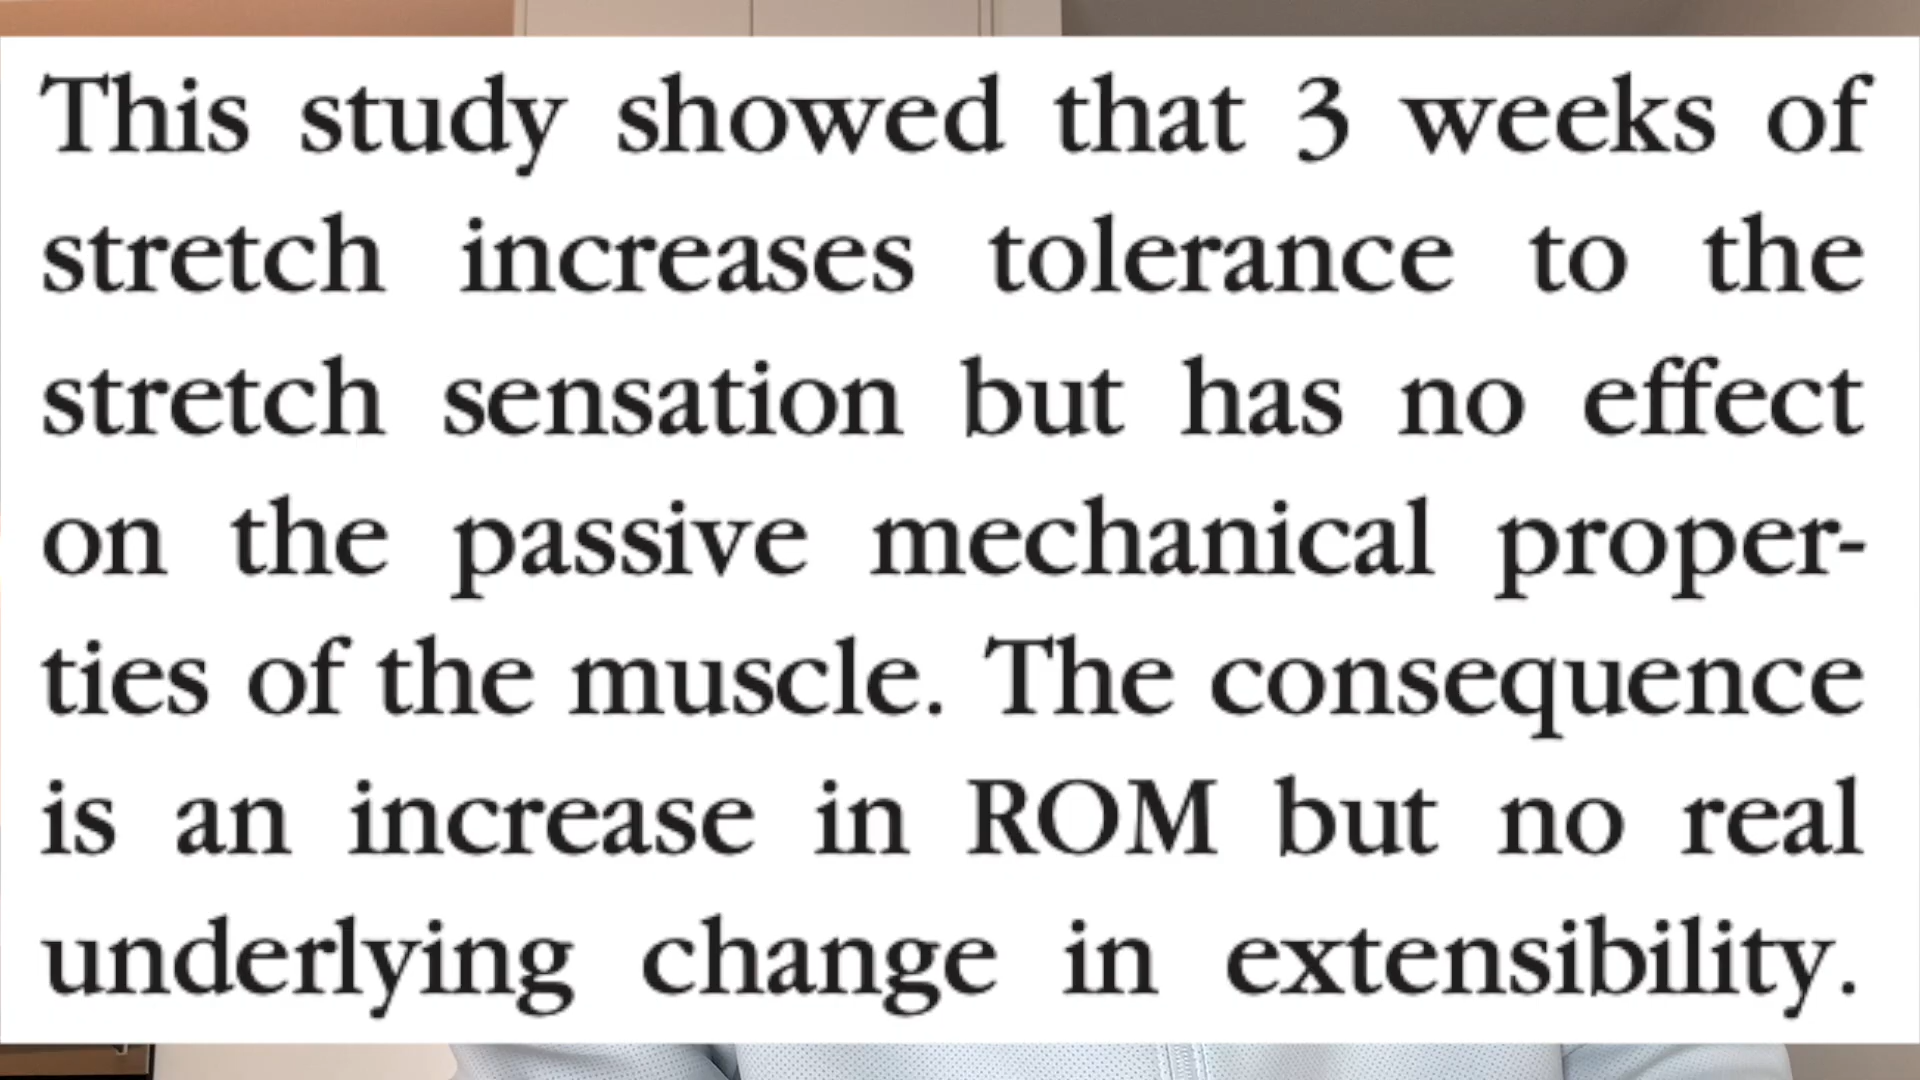 This study showed that 3 weeks of
stretch increases tolerance to the
stretch sensation but has no effect
on the passive mechanical proper-
ties of the muscle. The consequence
is an increase in ROM but no real
underlying change in extensibility.